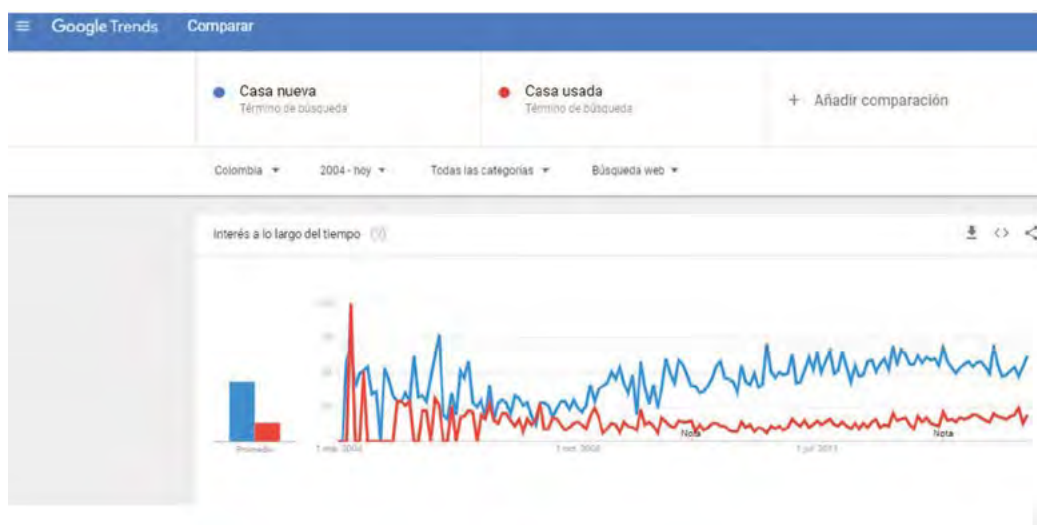 Google Trends Comparar
Casa nueva
Término de búsqueda
Casa usada
Término de búsqueda
+ Añadir comparación
Colombia
2004 - hoy
Todas las categorías
Búsqueda web
Interés a lo largo del tiempo
Nota
Nota
Promedio
2004